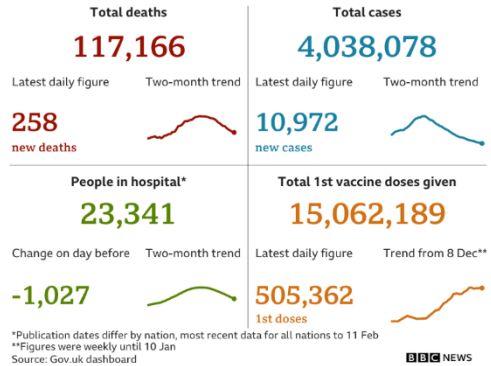 Total deaths
117,166
Latest daily figure
Two-month trend
258
new deaths
Total cases
4,038,078
Latest daily figure
Two-month trend
10,972
new cases
People in hospital*
23,341
Change on day before
Two-month trend
-1,027
Total 1st vaccine doses given
15,062,189
Latest daily figure
Trend from 8 Dec**
505,362
1st doses
*Publication dates differ by nation, most recent data for all nations to 11 Feb
**Figures were weekly until 10 Jan
Source: Gov.uk dashboard
BBC NEWS